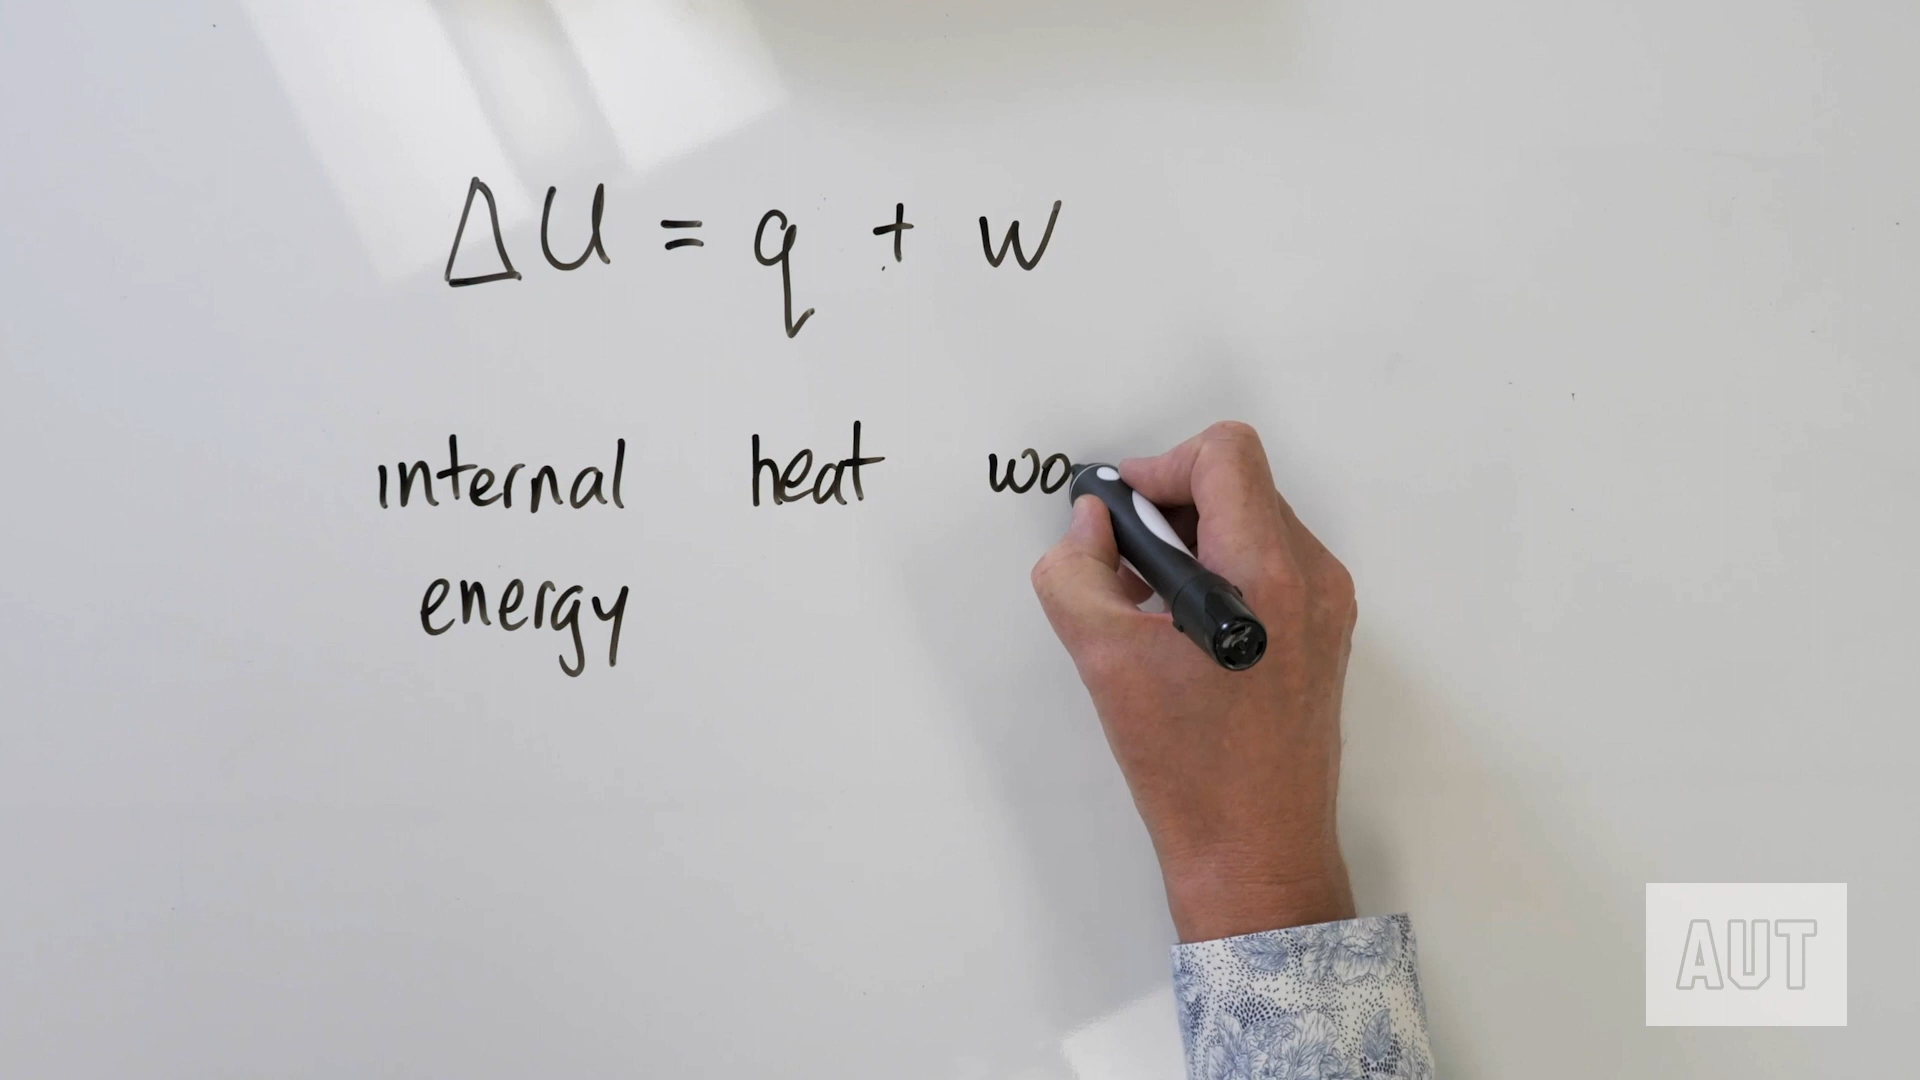 ΔU = q + w
internal heat wo
energy
AUT